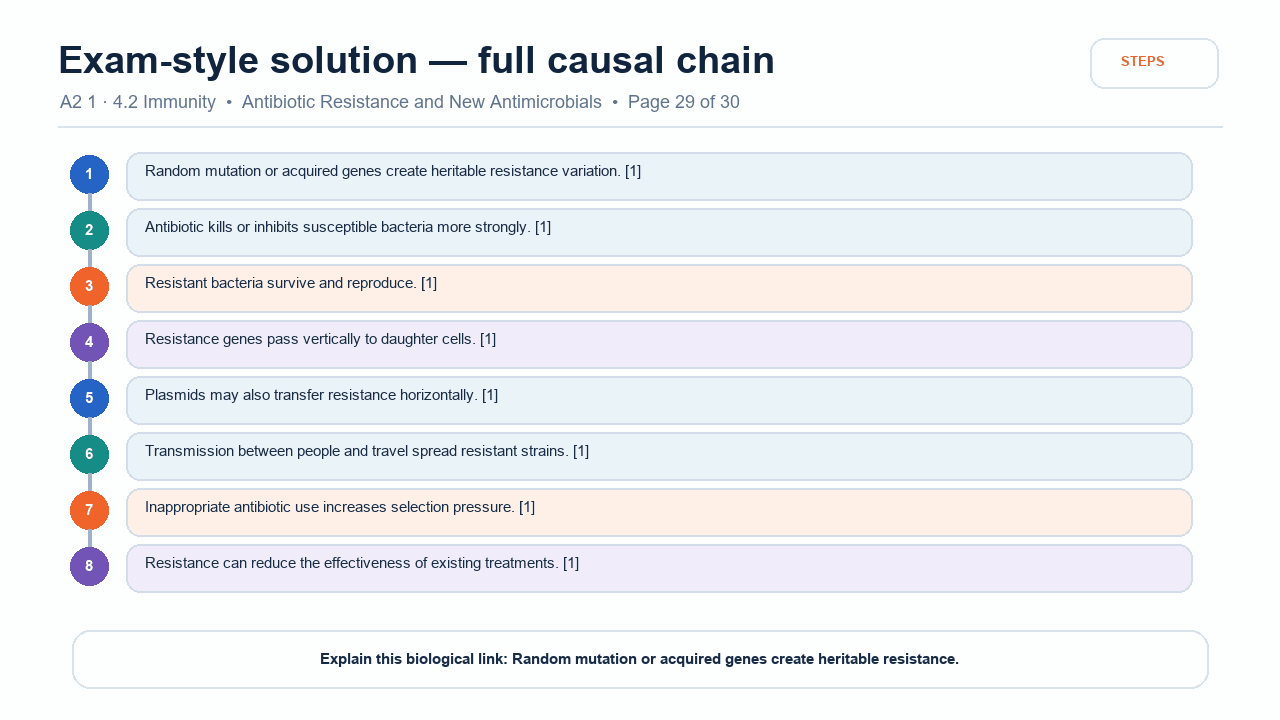 Exam-style solution — full causal chain
STEPS
A2 1 · 4.2 Immunity • Antibiotic Resistance and New Antimicrobials • Page 29 of 30
1 Random mutation or acquired genes create heritable resistance variation. [1]
2 Antibiotic kills or inhibits susceptible bacteria more strongly. [1]
3 Resistant bacteria survive and reproduce. [1]
4 Resistance genes pass vertically to daughter cells. [1]
5 Plasmids may also transfer resistance horizontally. [1]
6 Transmission between people and travel spread resistant strains. [1]
7 Inappropriate antibiotic use increases selection pressure. [1]
8 Resistance can reduce the effectiveness of existing treatments. [1]
Explain this biological link: Random mutation or acquired genes create heritable resistance.